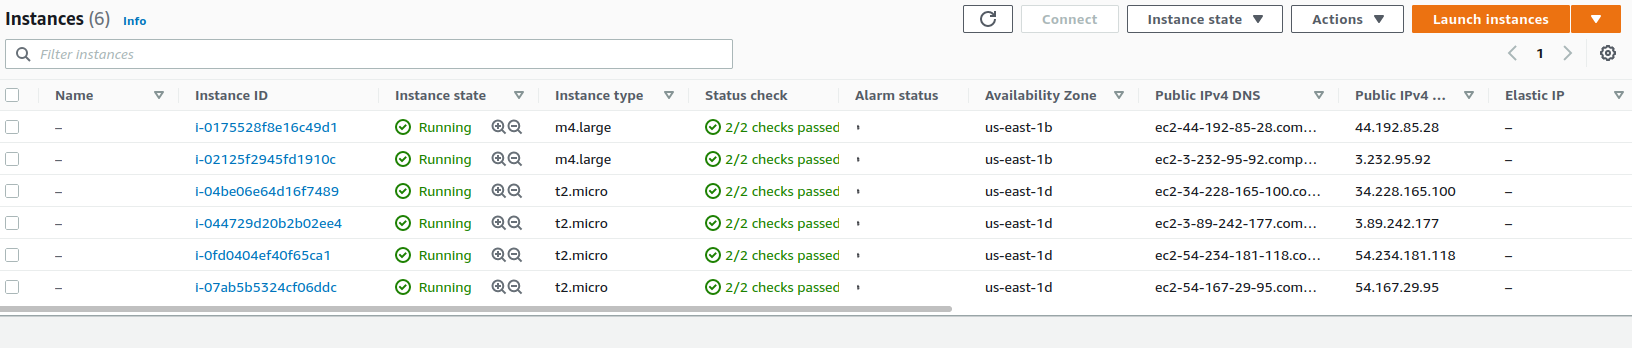 Instances (6) Info Connect Instance state Actions Launch instances
Filter instances 1
Name Instance ID Instance state Instance type Status check Alarm status Availability Zone Public IPv4 DNS Public IPv4 ... Elastic IP
– i-0175528f8e16c49d1 Running m4.large 2/2 checks passed us-east-1b ec2-44-192-85-28.com... 44.192.85.28 –
– i-02125f2945fd1910c Running m4.large 2/2 checks passed us-east-1b ec2-3-232-95-92.comp... 3.232.95.92 –
– i-04be06e64d16f7489 Running t2.micro 2/2 checks passed us-east-1d ec2-34-228-165-100.co... 34.228.165.100 –
– i-044729d20b2b02ee4 Running t2.micro 2/2 checks passed us-east-1d ec2-3-89-242-177.com... 3.89.242.177 –
– i-0fd0404ef40f65ca1 Running t2.micro 2/2 checks passed us-east-1d ec2-54-234-181-118.co... 54.234.181.118 –
– i-07ab5b5324cf06ddc Running t2.micro 2/2 checks passed us-east-1d ec2-54-167-29-95.com... 54.167.29.95 –